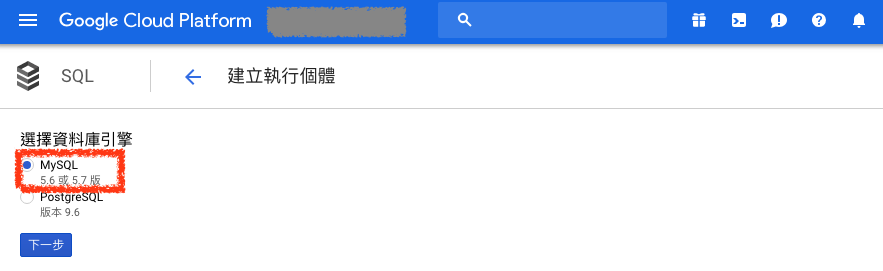 Google Cloud Platform
SQL
建立執行個體
選擇資料庫引擎
MySQL
5.6 或 5.7 版
PostgreSQL
版本 9.6
下一步